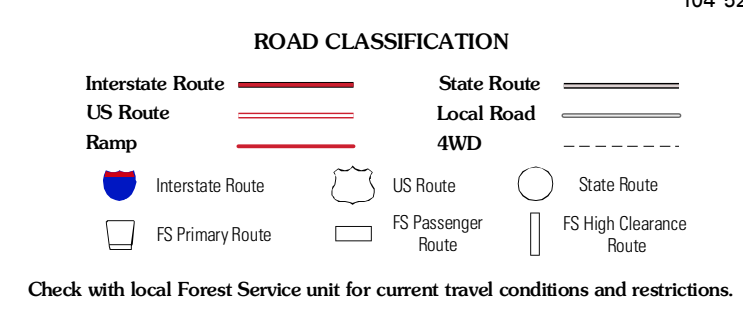 104 52
ROAD CLASSIFICATION
Interstate Route
State Route
US Route
Local Road
Ramp
4WD
Interstate Route
US Route
State Route
FS Primary Route
FS Passenger
Route
FS High Clearance
Route
Check with local Forest Service unit for current travel conditions and restrictions.